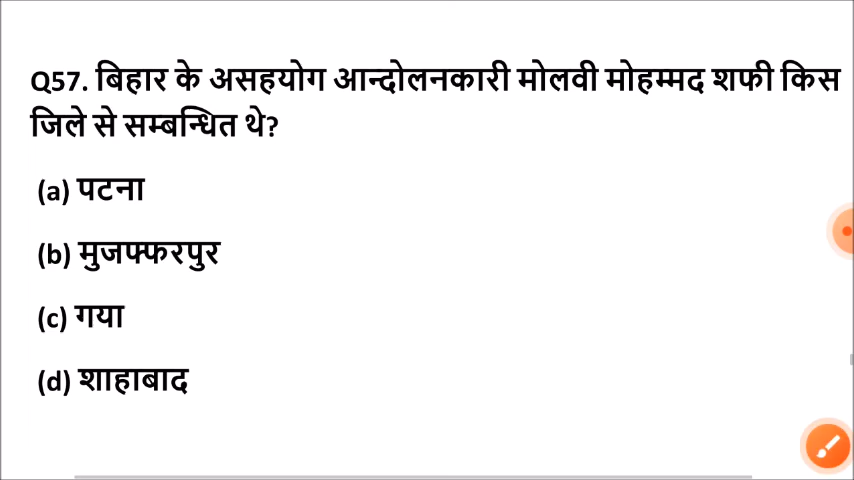 Q57. बिहार के असहयोग आन्दोलनकारी मोलवी मोहम्मद शफी किस
जिले से सम्बन्धित थे?
(a) पटना
(b) मुजफ्फरपुर
(c) गया
(d) शाहाबाद